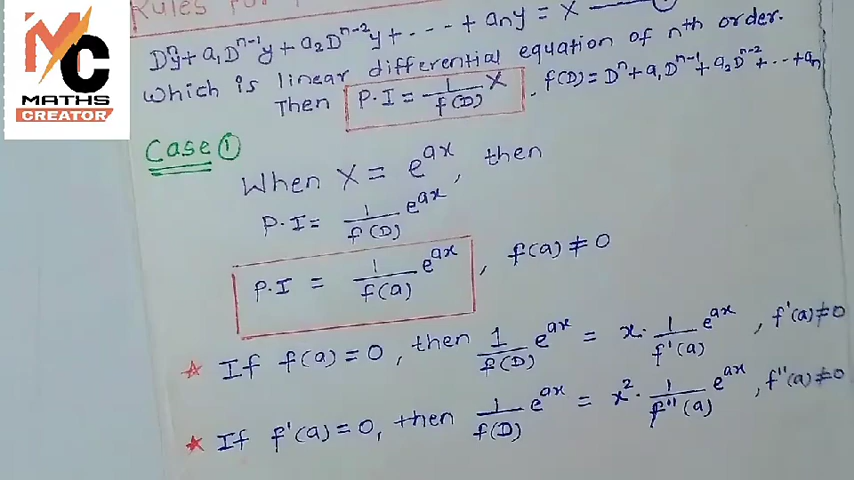 Rules for
Dⁿy + a₁Dⁿ⁻¹y + a₂Dⁿ⁻²y + - - - + aₙy = X
which is linear differential equation of nth order.
Then P.I = 1/f(D) X , f(D) = Dⁿ + a₁Dⁿ⁻¹ + a₂Dⁿ⁻² + - - + aₙ
MC
MATHS
CREATOR
Case ①
When X = e^{ax}, then
P.I = 1/f(D) e^{ax}
P.I = 1/f(a) e^{ax} , f(a) ≠ 0
☆ If f(a) = 0, then 1/f(D) e^{ax} = x. 1/f'(a) e^{ax} , f'(a) ≠ 0
☆ If f'(a) = 0, then 1/f(D) e^{ax} = x². 1/f''(a) e^{ax} , f''(a) ≠ 0